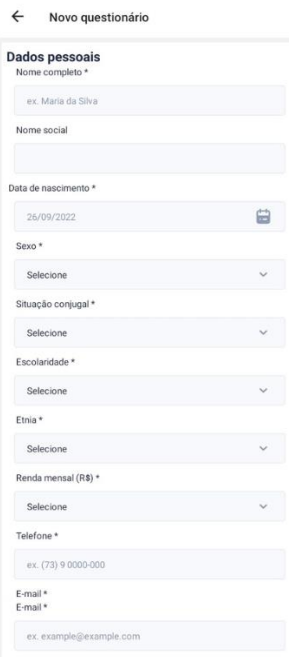 Novo questionário
Dados pessoais
Nome completo *
ex. Maria da Silva
Nome social
Data de nascimento *
26/09/2022
Sexo *
Selecione
Situação conjugal *
Selecione
Escolaridade *
Selecione
Etnia *
Selecione
Renda mensal (R$) *
Selecione
Telefone *
ex. (73) 9 0000-000
E-mail *
E-mail *
ex. example@example.com